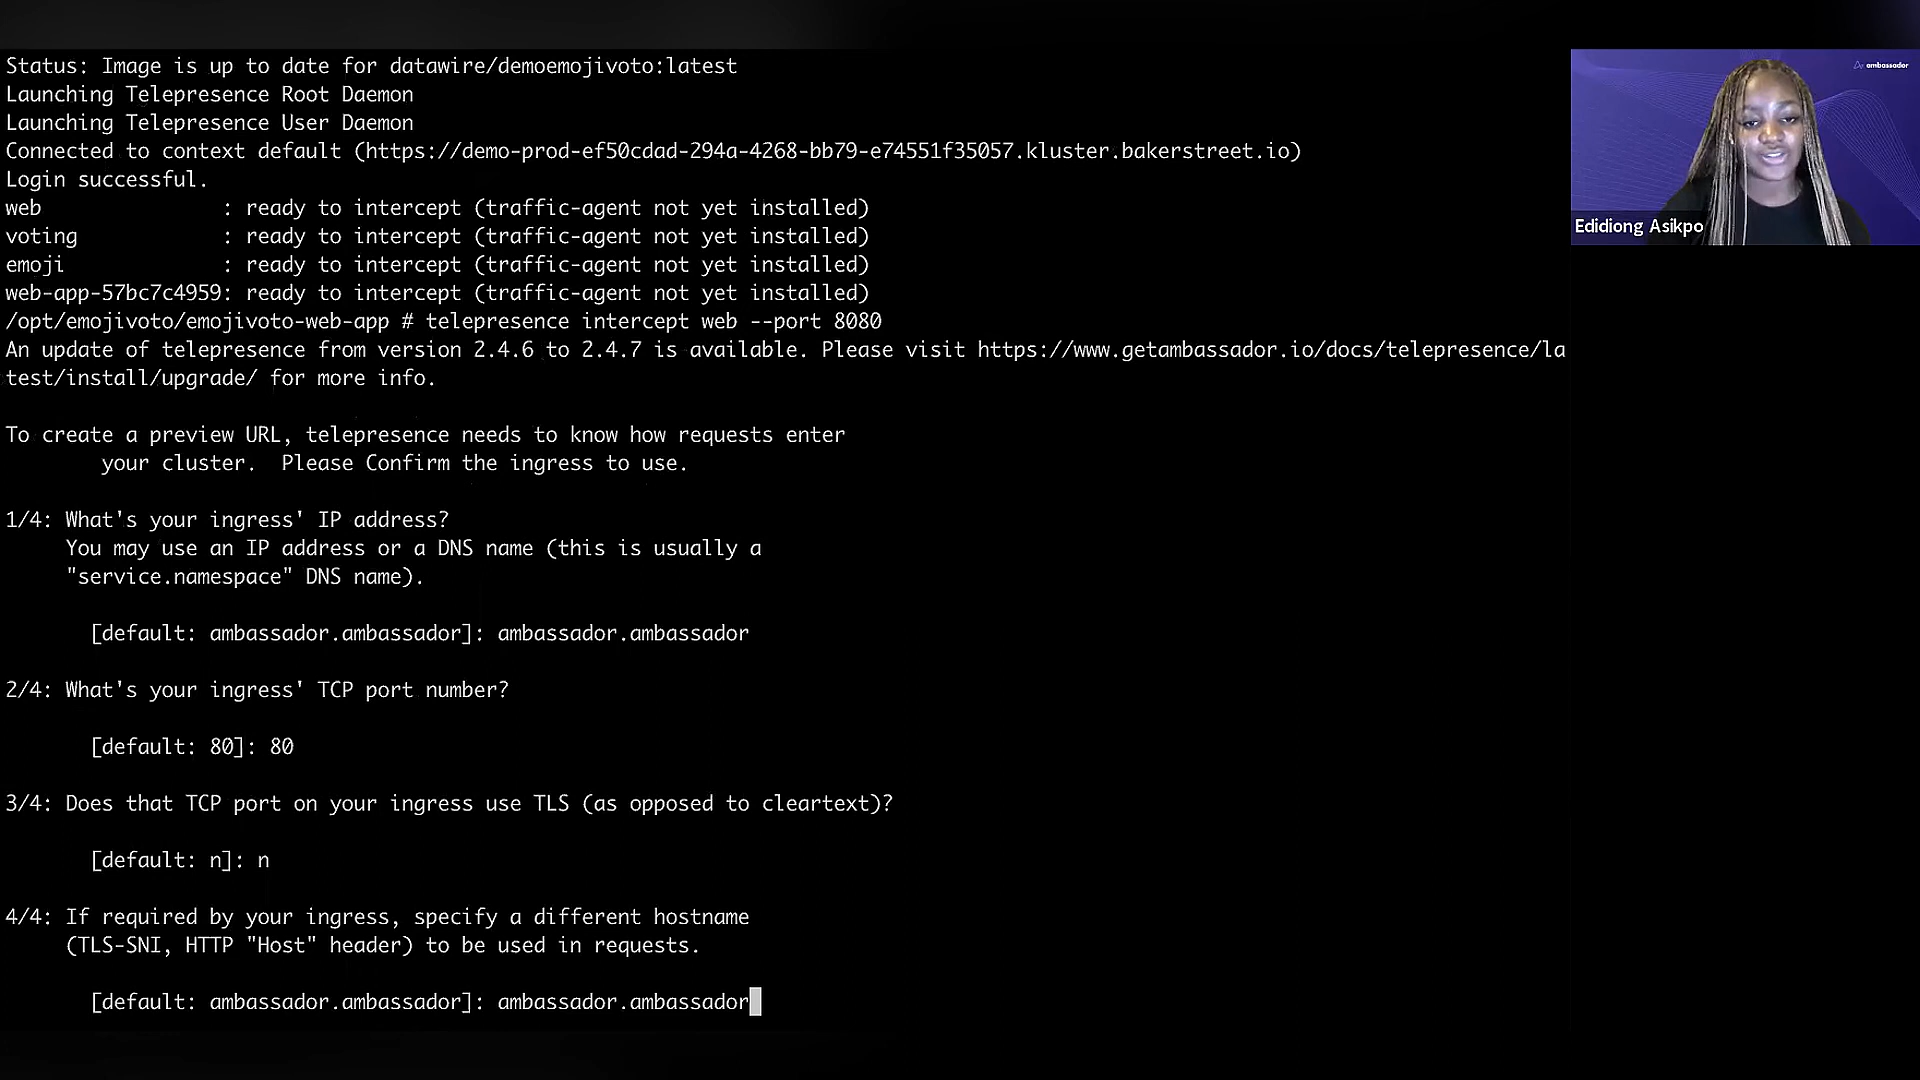 Status: Image is up to date for datawire/demoemojivoto:latest
Launching Telepresence Root Daemon
Launching Telepresence User Daemon
Connected to context default (https://demo-prod-ef50cdad-294a-4268-bb79-e74551f35057.kluster.bakerstreet.io)
Login successful.
web : ready to intercept (traffic-agent not yet installed)
voting : ready to intercept (traffic-agent not yet installed)
emoji : ready to intercept (traffic-agent not yet installed)
web-app-57bc7c4959: ready to intercept (traffic-agent not yet installed)
/opt/emojivoto/emojivoto-web-app # telepresence intercept web --port 8080
An update of telepresence from version 2.4.6 to 2.4.7 is available. Please visit https://www.getambassador.io/docs/telepresence/la
test/install/upgrade/ for more info.
To create a preview URL, telepresence needs to know how requests enter
your cluster.  Please Confirm the ingress to use.
1/4: What's your ingress' IP address?
You may use an IP address or a DNS name (this is usually a
"service.namespace" DNS name).
[default: ambassador.ambassador]: ambassador.ambassador
2/4: What's your ingress' TCP port number?
[default: 80]: 80
3/4: Does that TCP port on your ingress use TLS (as opposed to cleartext)?
[default: n]: n
4/4: If required by your ingress, specify a different hostname
(TLS-SNI, HTTP "Host" header) to be used in requests.
[default: ambassador.ambassador]: ambassador.ambassador
ambassador
Edidiong Asikpo